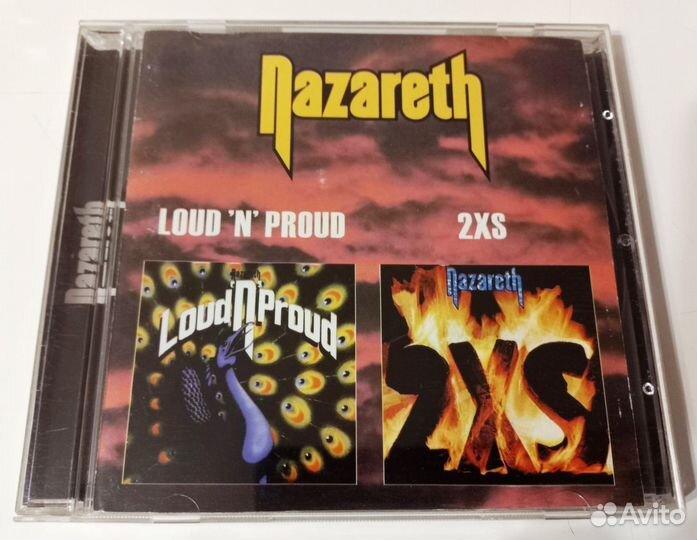 Nazareth
LOUD 'N' PROUD
2XS
Nazareth
Nazareth
Loud'N'Proud
Nazareth
2XS
Avito